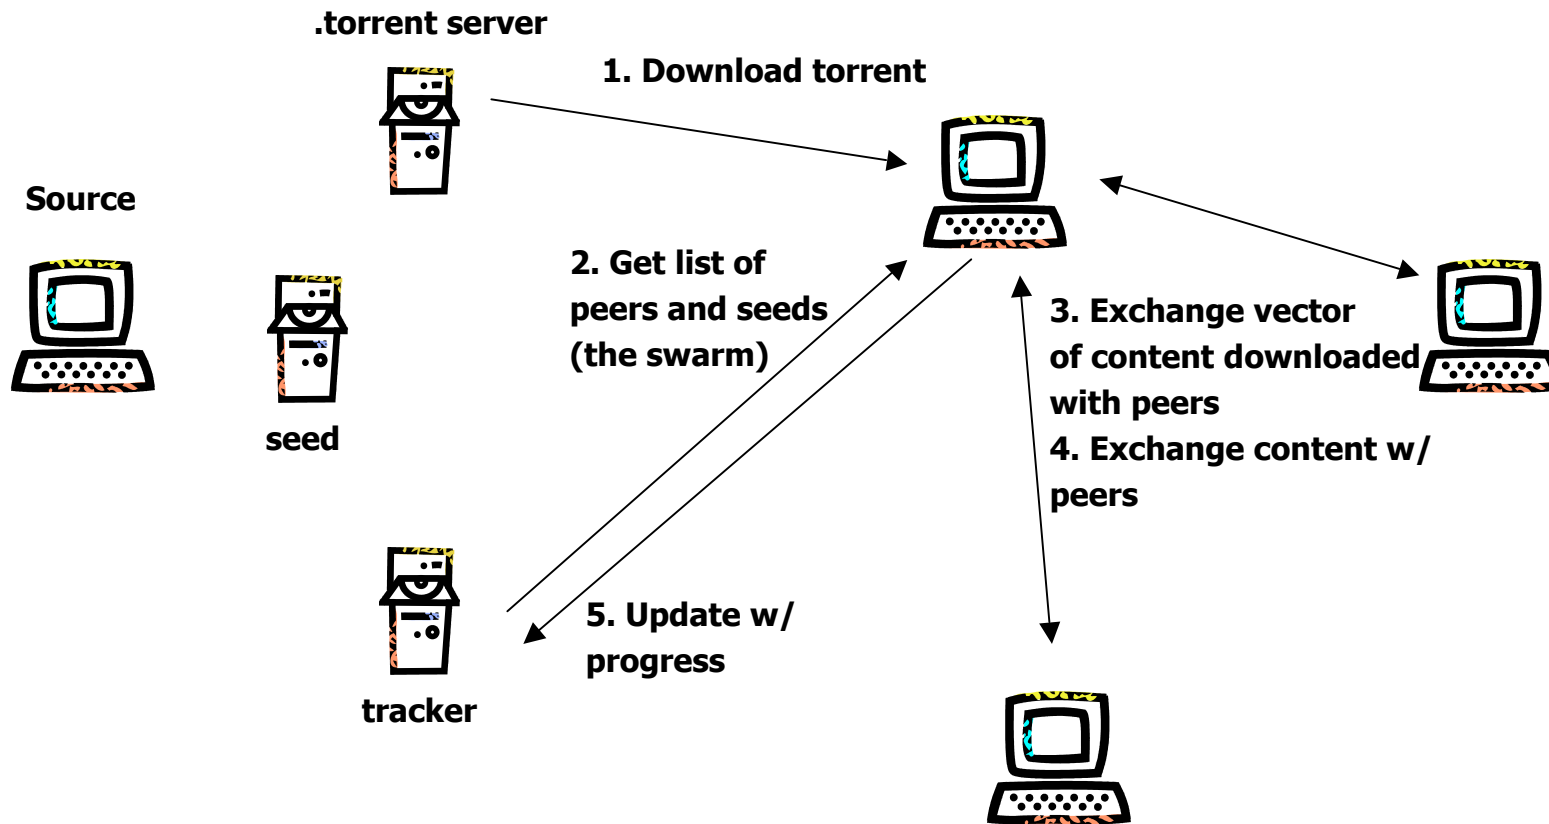 .torrent server
1. Download torrent
Source
2. Get list of
peers and seeds
(the swarm)
3. Exchange vector
of content downloaded
with peers
4. Exchange content w/
peers
seed
5. Update w/
progress
tracker